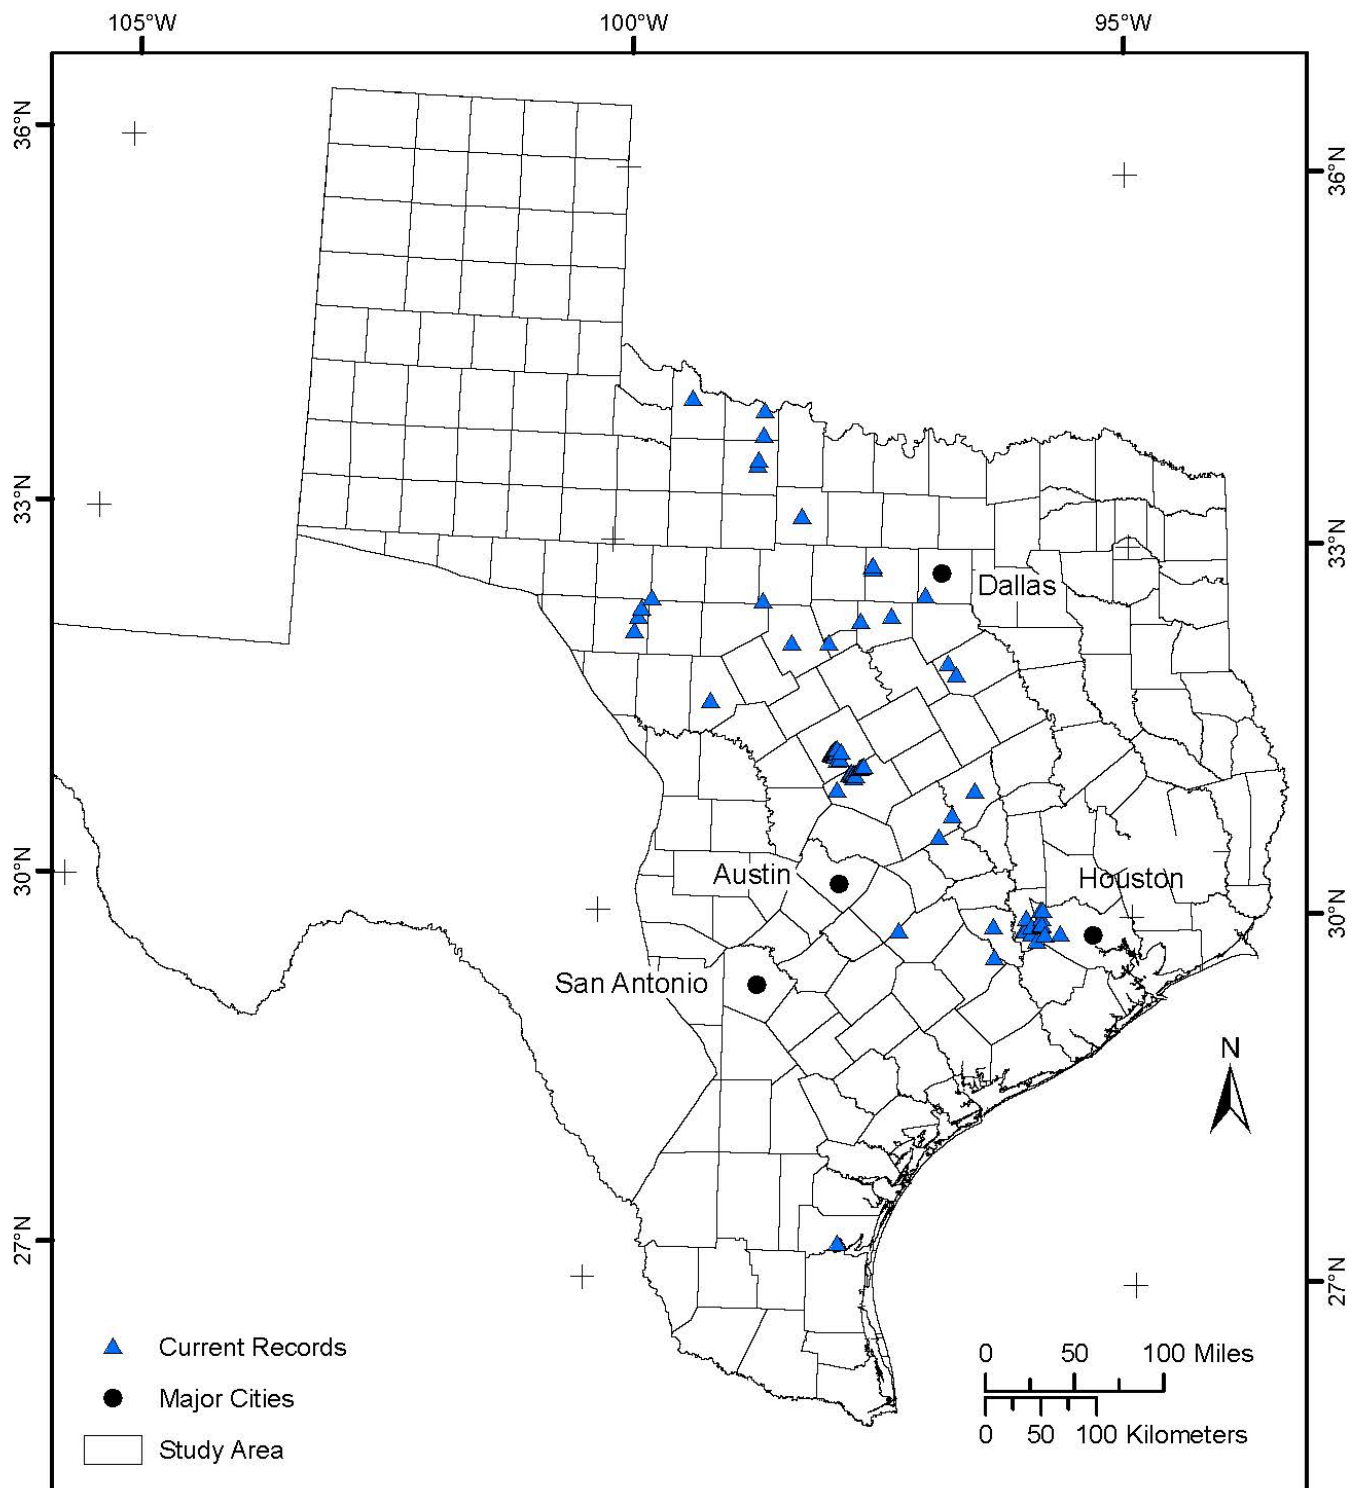 105°W 100°W 95°W
36°N
36°N
33°N
33°N
Dallas
30°N
30°N
Austin
Houston
San Antonio
N
27°N
27°N
Current Records
Major Cities
Study Area
0 50 100 Miles
0 50 100 Kilometers